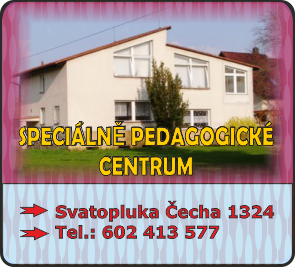 SPECIÁLNĚ PEDAGOGICKÉ
CENTRUM
Svatopluka Čecha 1324
Tel.: 602 413 577